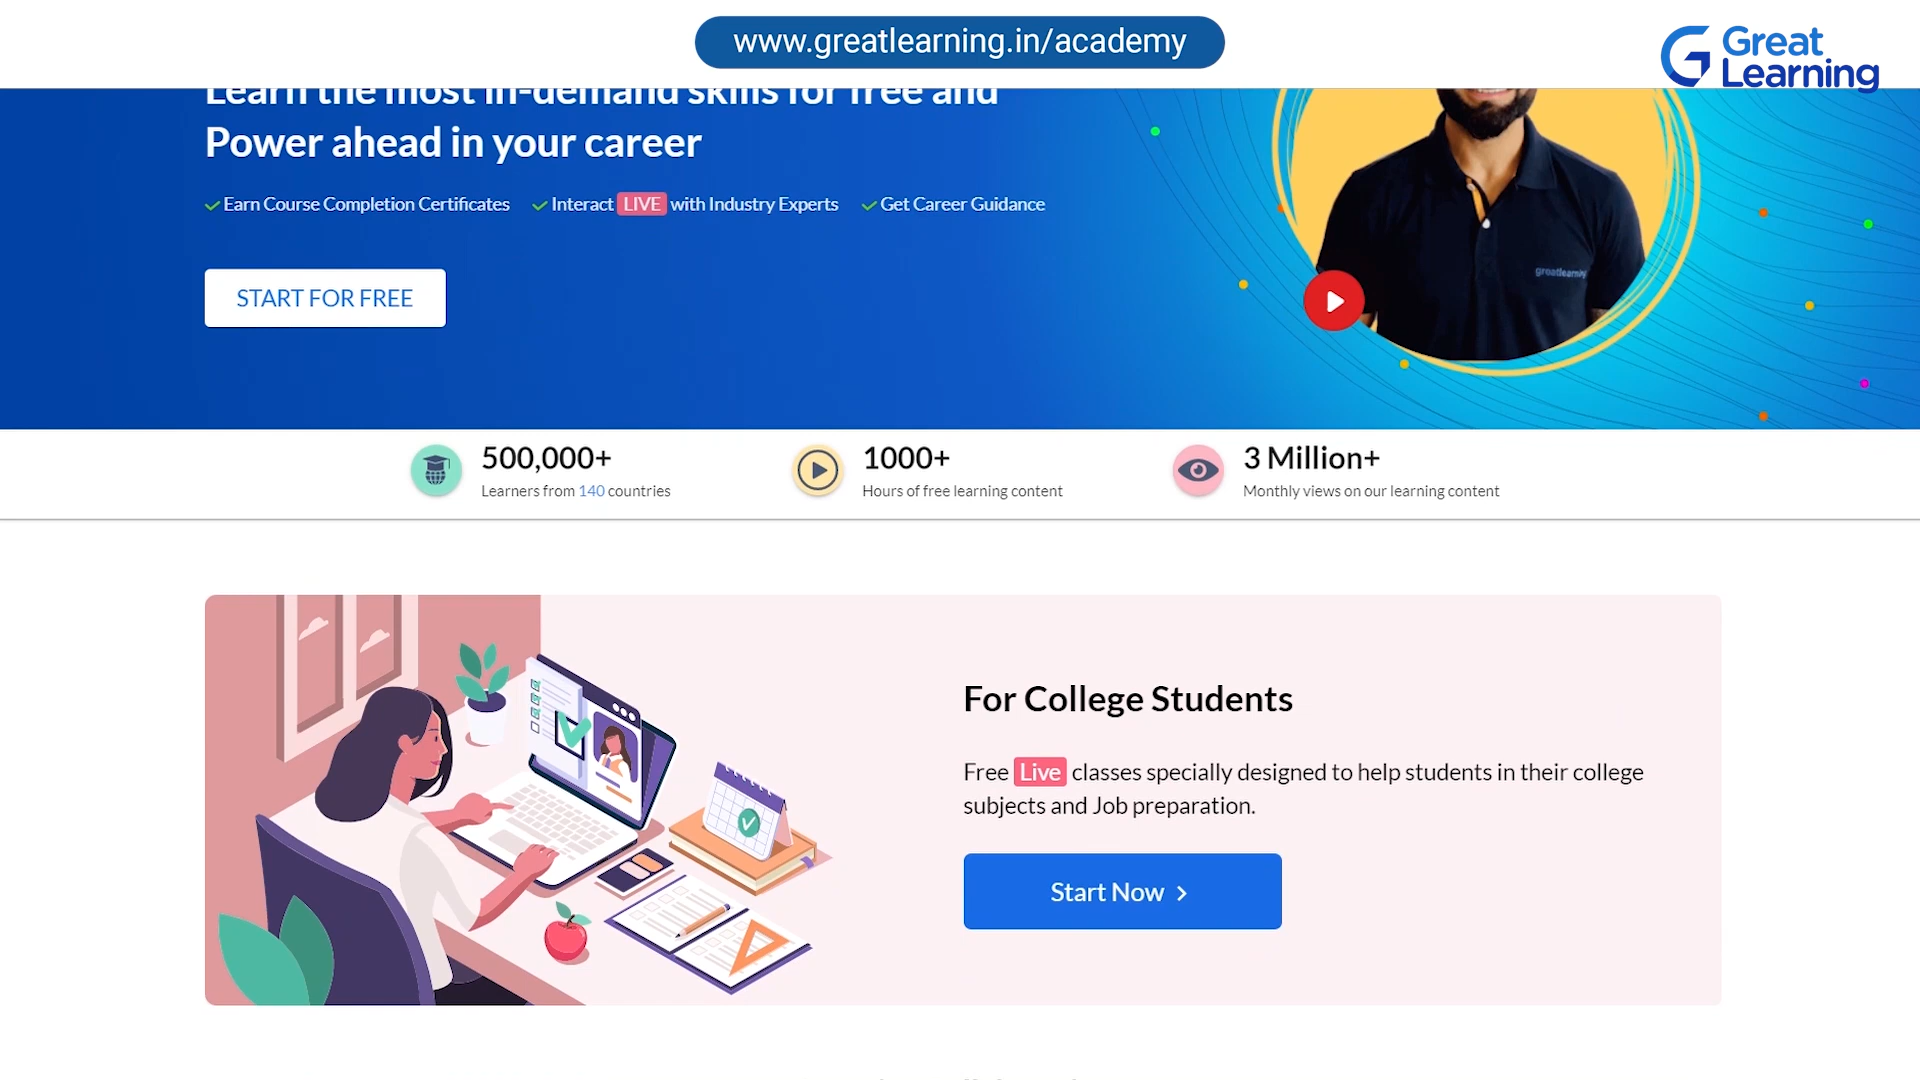 www.greatlearning.in/academy
Great
Learning
Learn the most in-demand skills for free and
Power ahead in your career
Earn Course Completion Certificates
Interact LIVE with Industry Experts
Get Career Guidance
greatlearning
START FOR FREE
500,000+
Learners from 140 countries
1000+
Hours of free learning content
3 Million+
Monthly views on our learning content
For College Students
Free Live classes specially designed to help students in their college
subjects and Job preparation.
Start Now